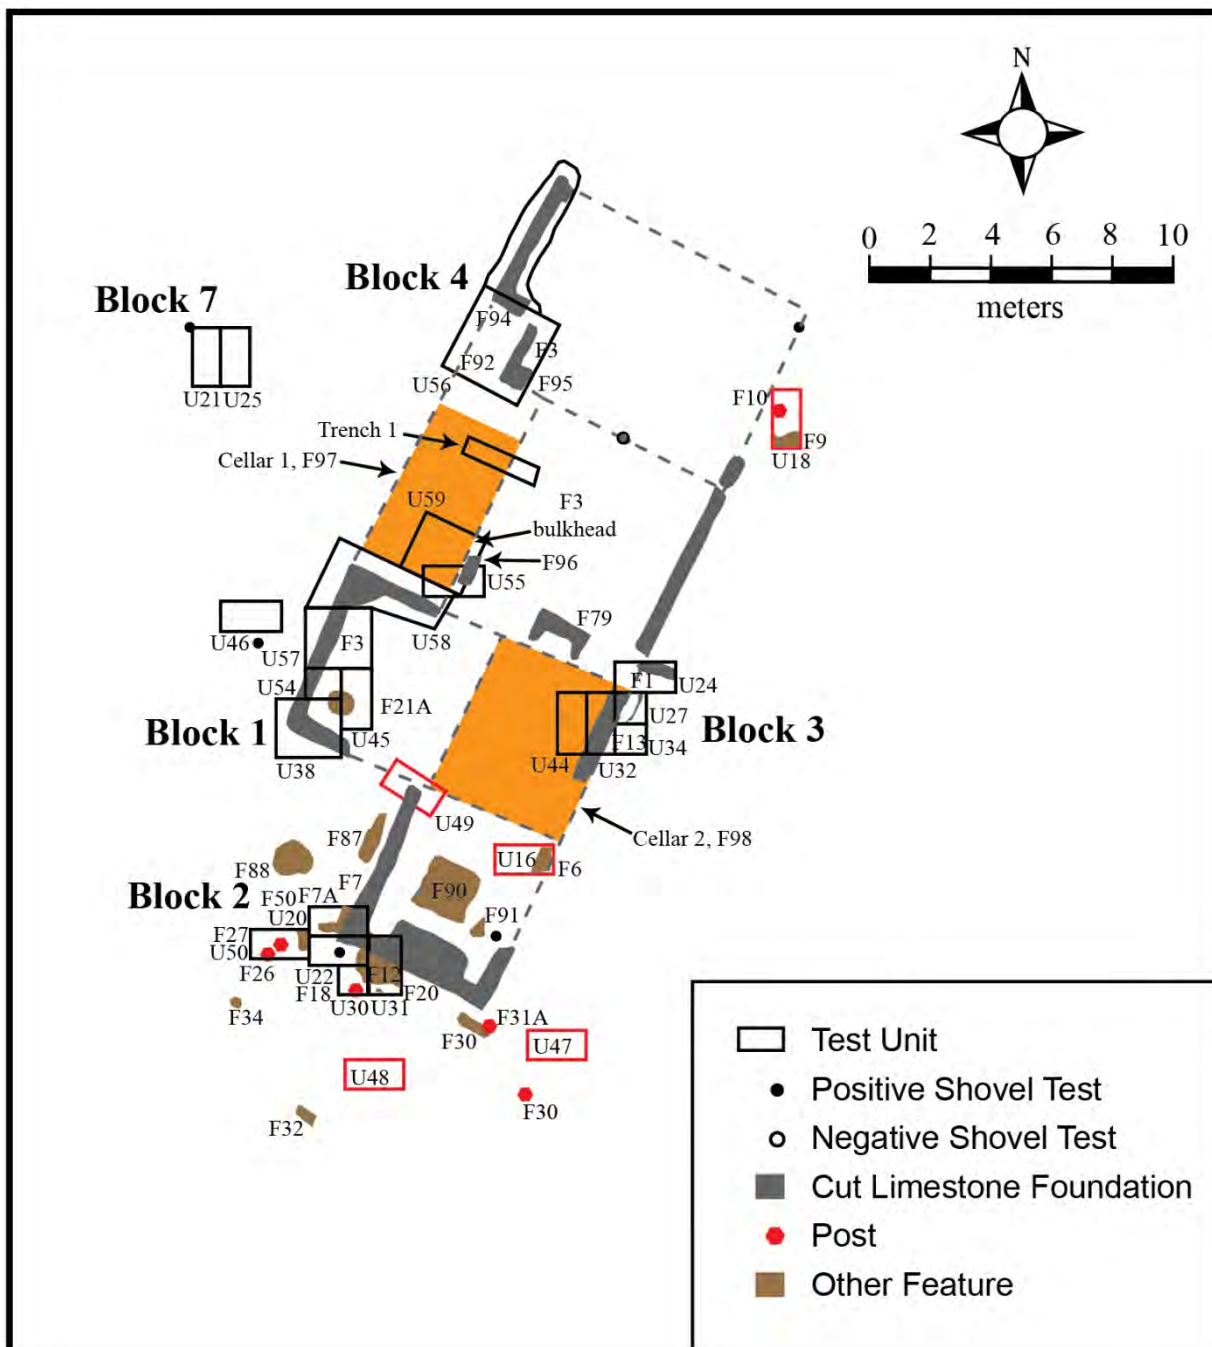 N
0 2 4 6 8 10
meters
Block 4
Block 7
F94
F3
F92
F95
U56
U21 U25
F10
F9
U18
Trench 1
Cellar 1, F97
U59
F3
bulkhead
F96
U55
F79
U46
U57
F3
U58
U54
F21A
F1
U24
U27
Block 1
U45
F13
U34
Block 3
U38
U44
U32
U49
Cellar 2, F98
F87
F88
U16
F6
F7
F90
Block 2
F50
F7A
U20
F91
F27
U50
F26
U22
F12
F18
U30
U31
F20
F34
F31A
F30
U47
U48
F30
F32
Test Unit
Positive Shovel Test
Negative Shovel Test
Cut Limestone Foundation
Post
Other Feature